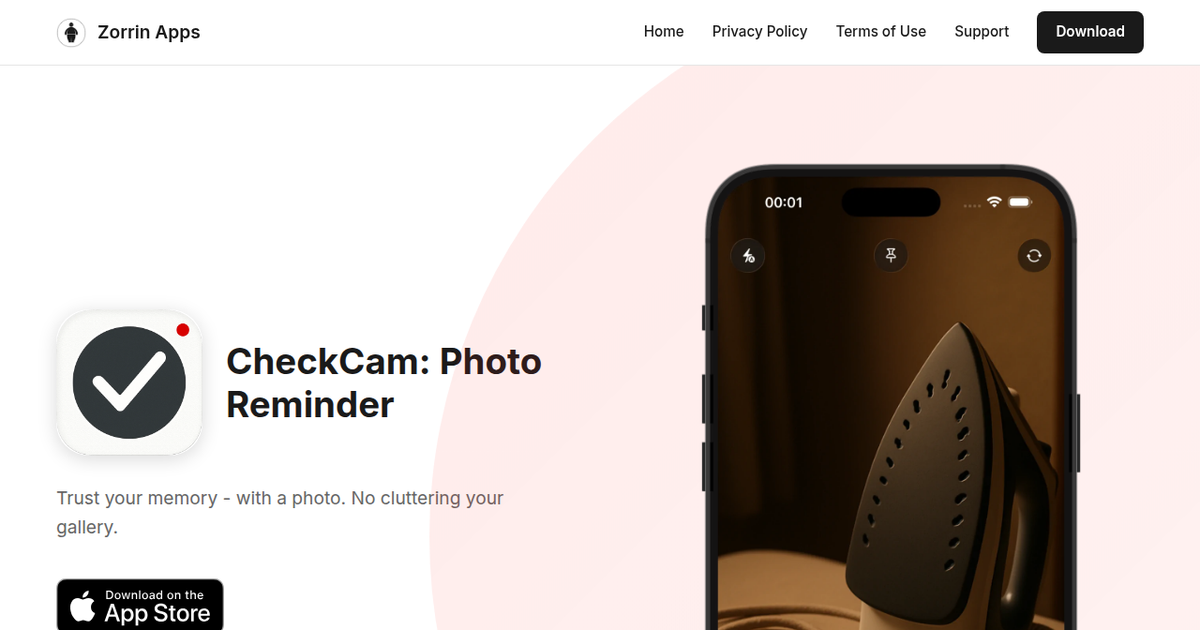 Zorrin Apps
Home
Privacy Policy
Terms of Use
Support
Download
00:01
CheckCam: Photo
Reminder
Trust your memory - with a photo. No cluttering your
gallery.
Download on the
App Store